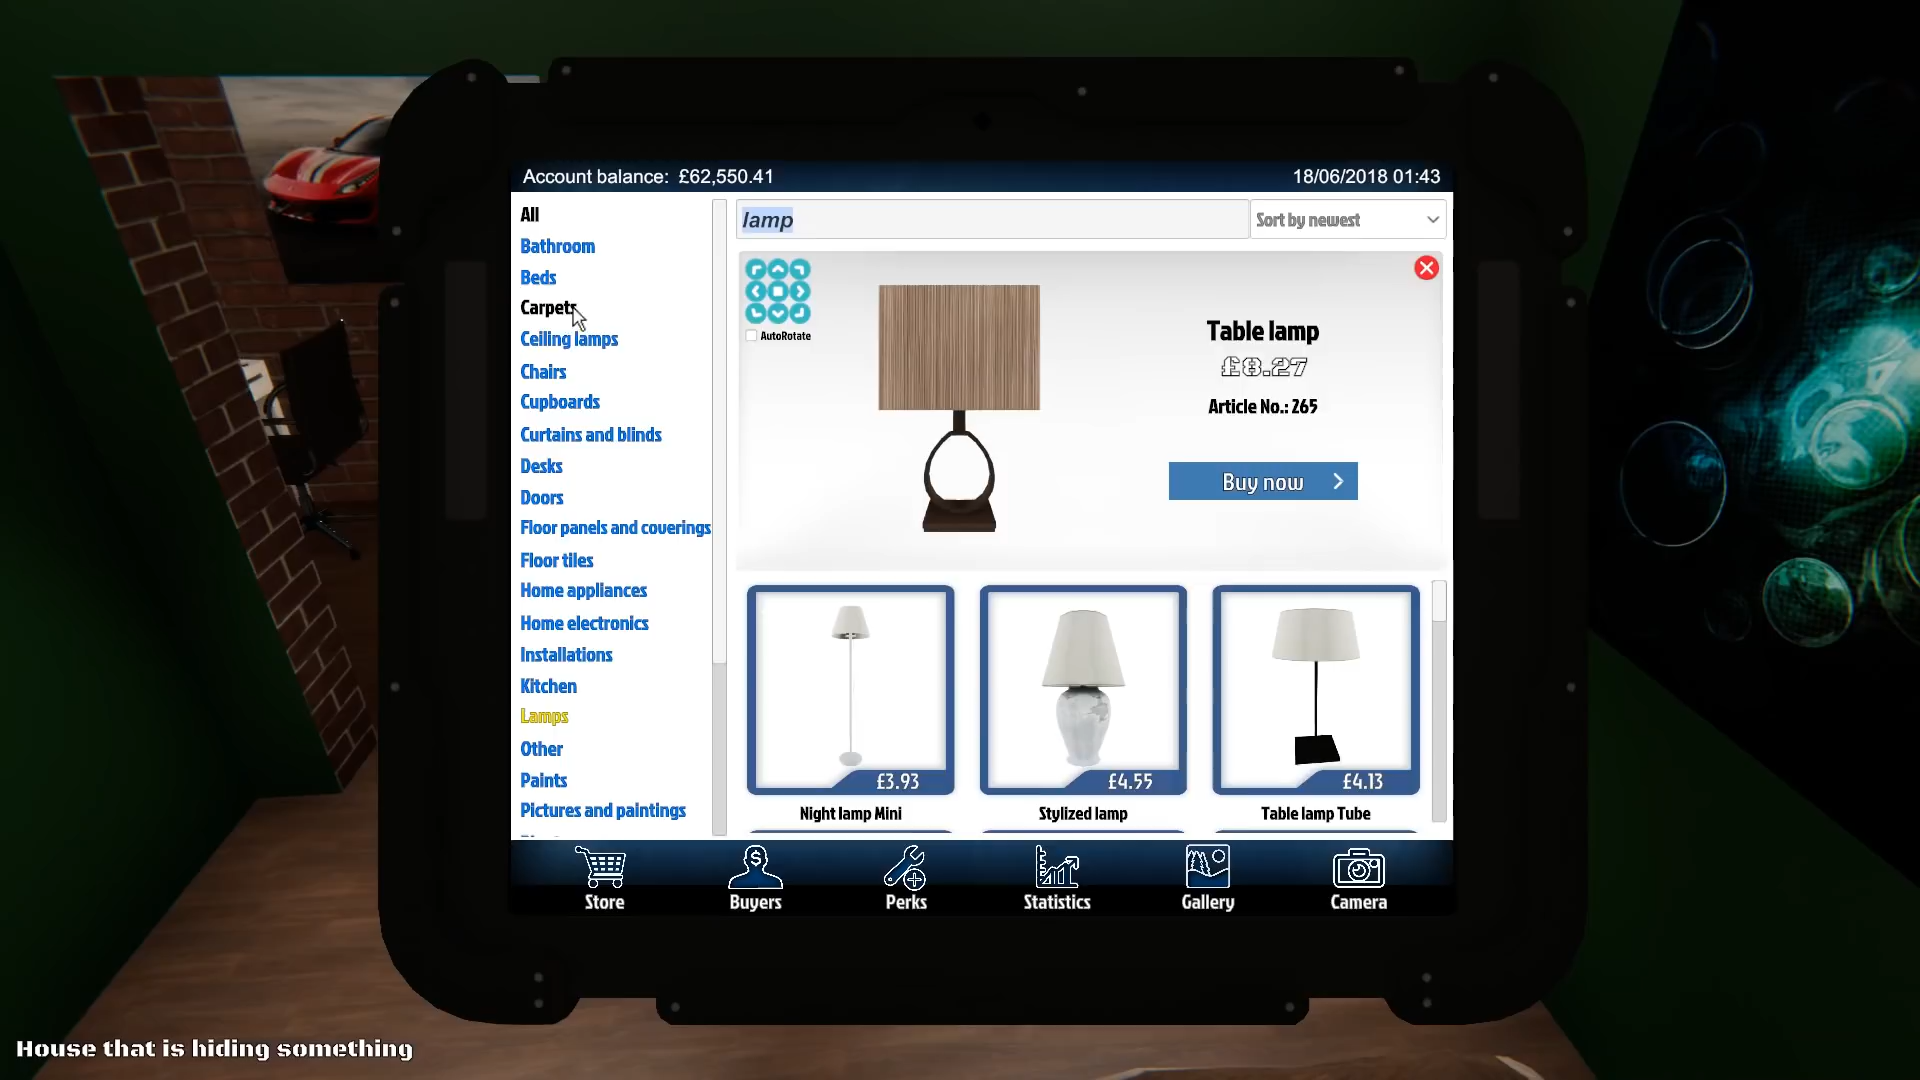 Account balance: £62,550.41
18/06/2018 01:43
All
Bathroom
Beds
Carpets
Ceiling lamps
Chairs
Cupboards
Curtains and blinds
Desks
Doors
Floor panels and coverings
Floor tiles
Home appliances
Home electronics
Installations
Kitchen
Lamps
Other
Paints
Pictures and paintings
lamp
Sort by newest
AutoRotate
Table lamp
£8.27
Article No.: 265
Buy now
£3.93
£4.55
£4.13
Night lamp Mini
Stylized lamp
Table lamp Tube
Store
Buyers
Perks
Statistics
Gallery
Camera
House that is hiding something